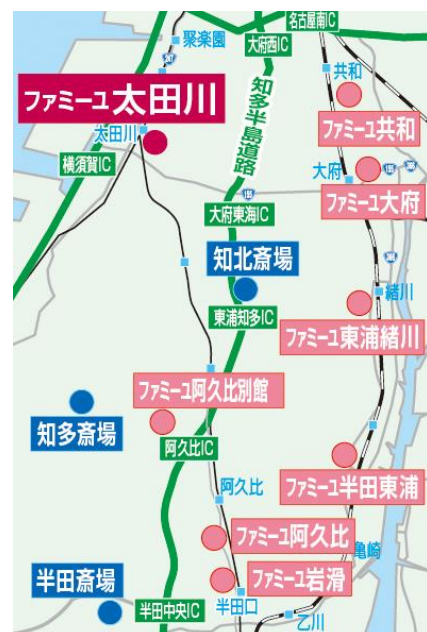 名古屋南IC
聚楽園
大府西IC
共和
ファミーユ太田川
知多半島道路
ファミーユ共和
太田川
横須賀IC
大府
ファミーユ大府
大府東海IC
知北斎場
緒川
東浦知多IC
ファミーユ東浦緒川
ファミーユ阿久比別館
知多斎場
阿久比IC
ファミーユ半田東浦
阿久比
ファミーユ阿久比
亀崎
ファミーユ岩滑
半田斎場
半田中央IC
半田口
乙川